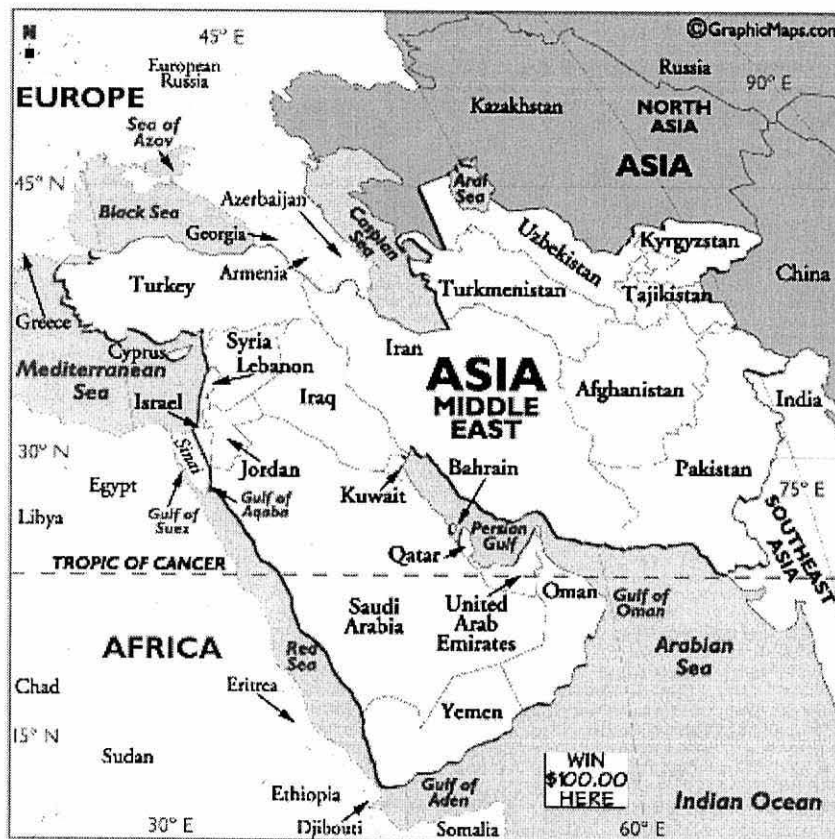 ©GraphicMaps.com
N
45° E
European
Russia
Russia
90° E
EUROPE
Kazakhstan
NORTH
ASIA
Sea of
Azov
ASIA
45° N
Aral
Sea
Azerbaijan
Black Sea
Caspian
Sea
Uzbekistan
Kyrgyzstan
Georgia
Armenia
Turkey
Turkmenistan
Tajikistan
China
Greece
Cyprus
Syria
Lebanon
Iran
ASIA
MIDDLE
EAST
Afghanistan
Mediterranean
Sea
Israel
Iraq
India
30° N
Sinai
Jordan
Bahrain
Pakistan
Egypt
Kuwait
75° E
Libya
Gulf of
Suez
Gulf of
Aqaba
Persian
Gulf
SOUTHEAST
ASIA
Qatar
TROPIC OF CANCER
Saudi
Arabia
United
Arab
Emirates
Oman
Gulf of
Oman
AFRICA
Red
Sea
Arabian
Sea
Chad
Eritrea
Yemen
15° N
Sudan
WIN
$100.00
HERE
Ethiopia
Gulf of
Aden
Indian Ocean
30° E
Djibouti
Somalia
60° E